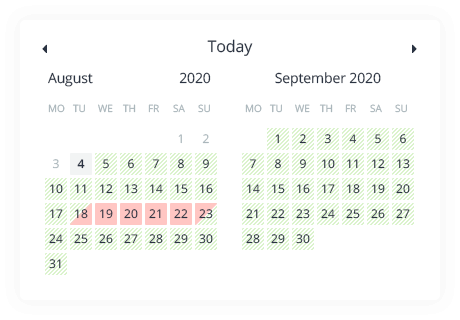 Today
August 2020
MO TU WE TH FR SA SU
1 2
3 4 5 6 7 8 9
10 11 12 13 14 15 16
17 18 19 20 21 22 23
24 25 26 27 28 29 30
31
September 2020
MO TU WE TH FR SA SU
1 2 3 4 5 6
7 8 9 10 11 12 13
14 15 16 17 18 19 20
21 22 23 24 25 26 27
28 29 30